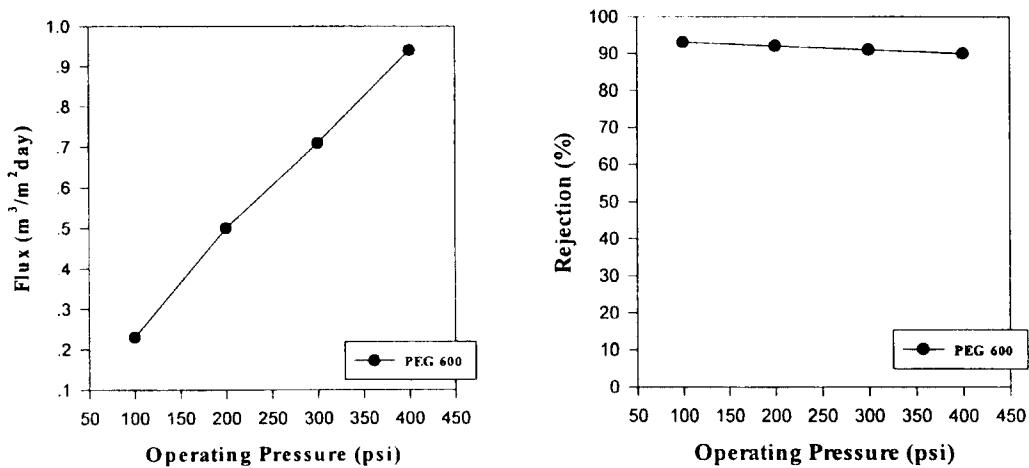 1.0
.9
.8
.7
.6
.5
.4
.3
.2
.1
Flux (m³/m²day)
50 100 150 200 250 300 350 400 450
Operating Pressure (psi)
PEG 600
100
90
80
70
60
50
40
30
20
10
0
Rejection (%)
50 100 150 200 250 300 350 400 450
Operating Pressure (psi)
PEG 600